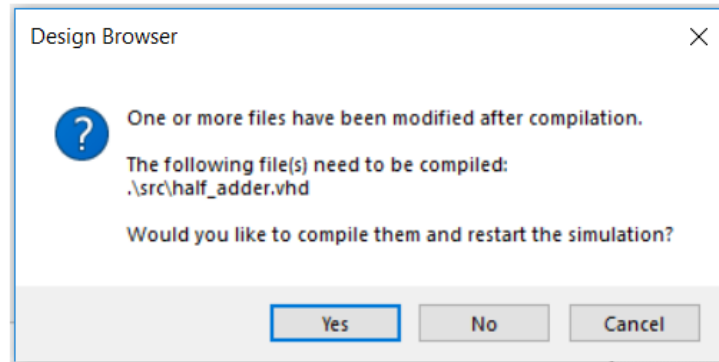 Design Browser
One or more files have been modified after compilation.
The following file(s) need to be compiled:
.\src\half_adder.vhd
Would you like to compile them and restart the simulation?
Yes
No
Cancel